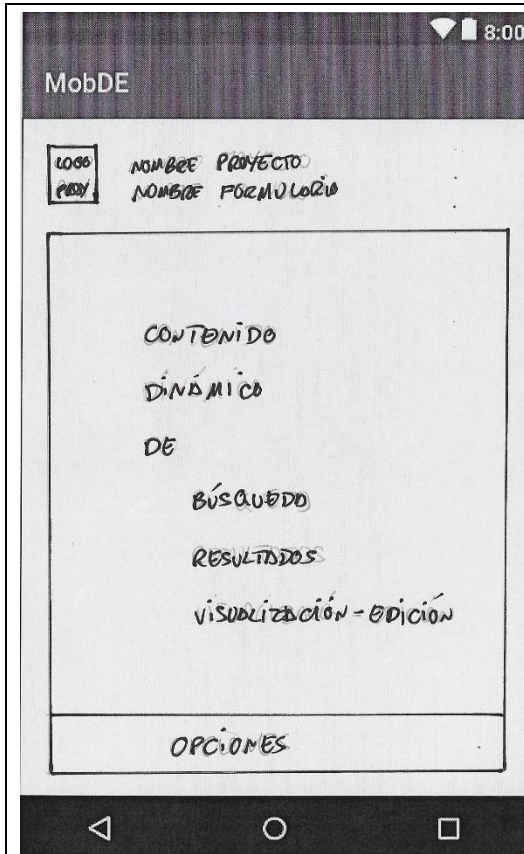 8:00
MobDE
LOGO
PROY
NOMBRE PROYECTO
NOMBRE FORMULARIO
CONTENIDO
DINÁMICO
DE
BÚSQUEDA
RESULTADOS
VISUALIZACIÓN - EDICIÓN
OPCIONES